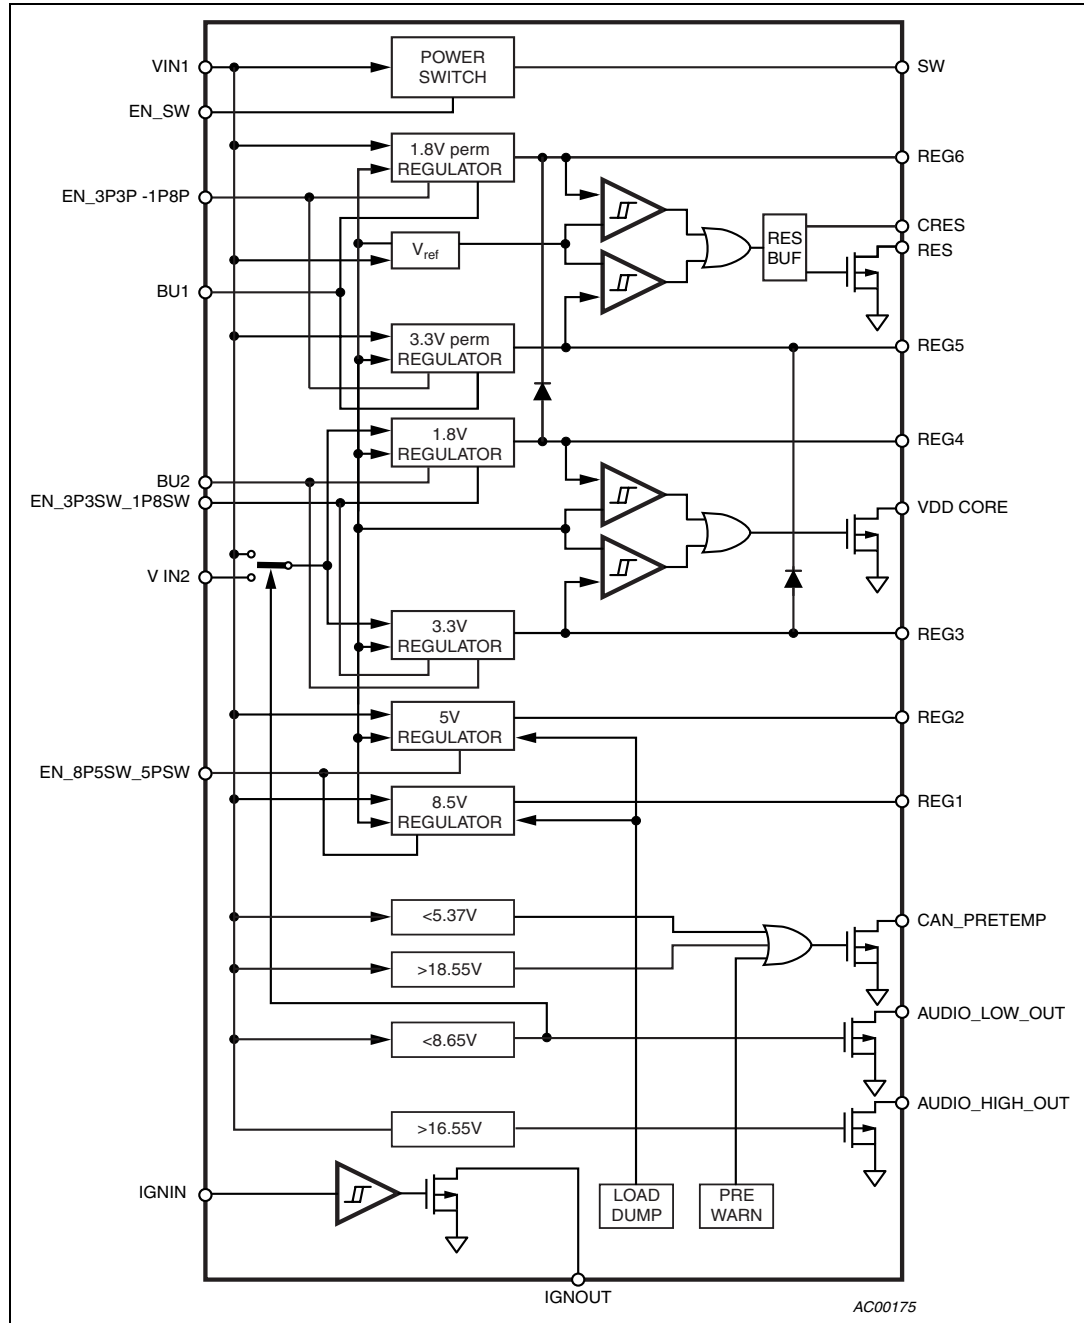 VIN1
POWER
SWITCH
SW
EN_SW
1.8V perm
REGULATOR
REG6
EN_3P3P -1P8P
CRES
RES
BUF
RES
Vref
BU1
3.3V perm
REGULATOR
REG5
1.8V
REGULATOR
REG4
BU2
EN_3P3SW_1P8SW
VDD CORE
V IN2
3.3V
REGULATOR
REG3
5V
REGULATOR
REG2
EN_8P5SW_5PSW
8.5V
REGULATOR
REG1
<5.37V
CAN_PRETEMP
>18.55V
AUDIO_LOW_OUT
<8.65V
AUDIO_HIGH_OUT
>16.55V
IGNIN
LOAD
DUMP
PRE
WARN
IGNOUT
AC00175